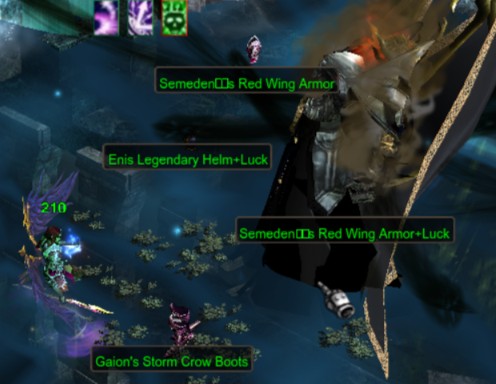 Semeden□□s Red Wing Armor
Enis Legendary Helm+Luck
210
Semeden□□s Red Wing Armor+Luck
Gaion's Storm Crow Boots